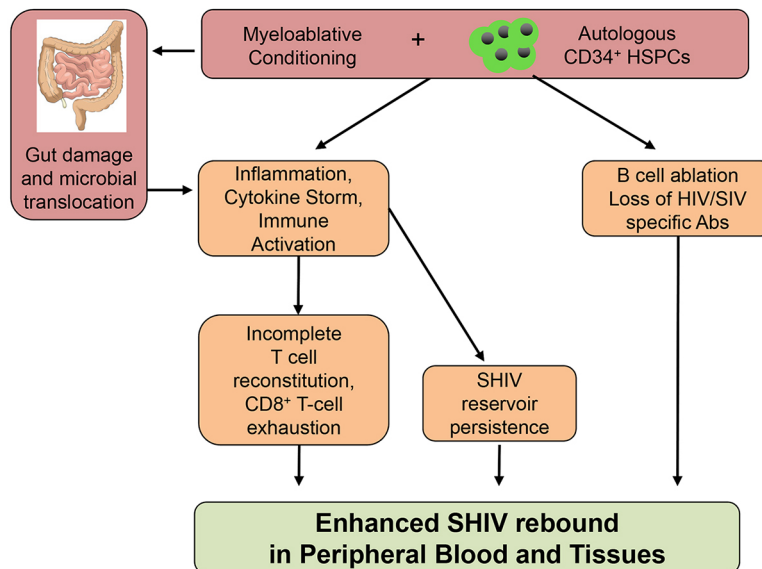 Myeloablative
Conditioning
+
Autologous
CD34⁺ HSPCs
Gut damage
and microbial
translocation
Inflammation,
Cytokine Storm,
Immune
Activation
B cell ablation
Loss of HIV/SIV
specific Abs
Incomplete
T cell
reconstitution,
CD8⁺ T-cell
exhaustion
SHIV
reservoir
persistence
Enhanced SHIV rebound
in Peripheral Blood and Tissues